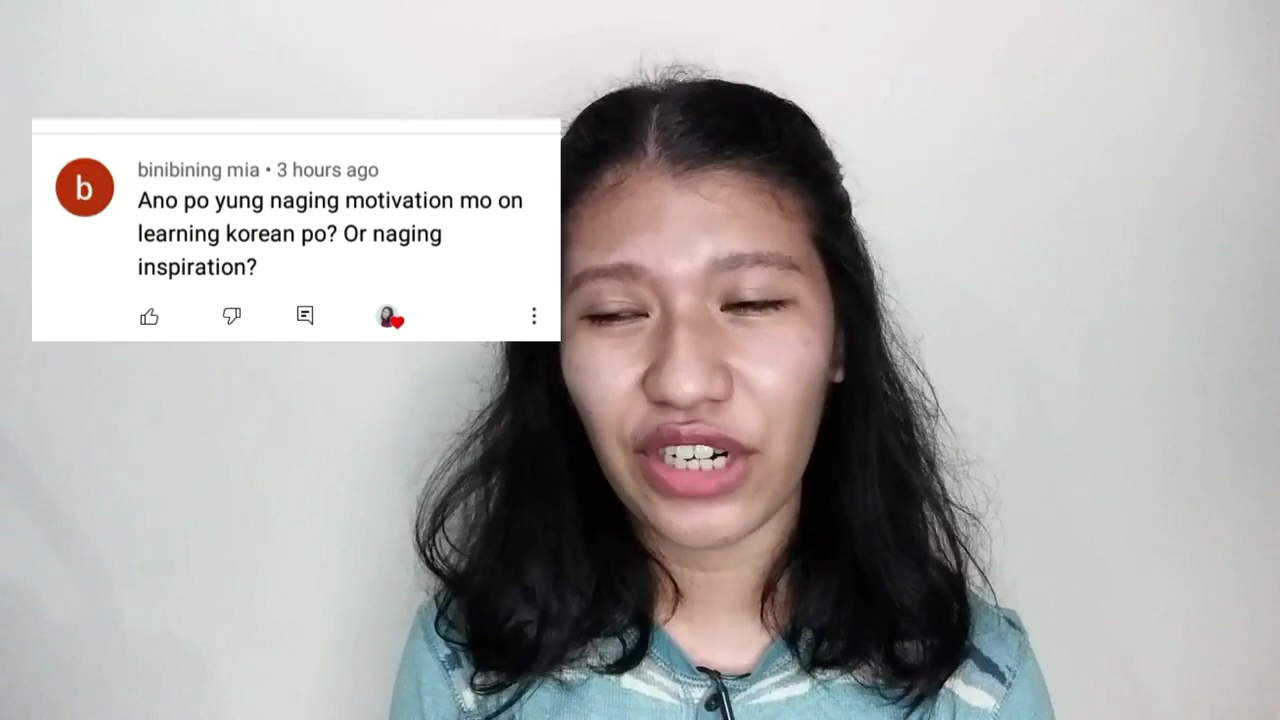 b
binibining mia • 3 hours ago
Ano po yung naging motivation mo on
learning korean po? Or naging
inspiration?